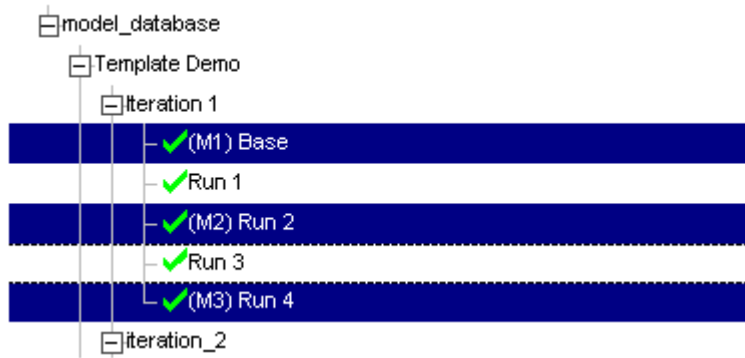 model_database
Template Demo
Iteration 1
(M1) Base
Run 1
(M2) Run 2
Run 3
(M3) Run 4
iteration_2